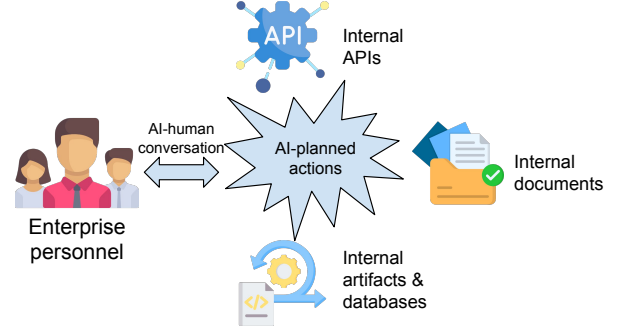 API
Internal
APIs
AI-human
conversation
AI-planned
actions
Internal
documents
Enterprise
personnel
</>
Internal
artifacts &
databases